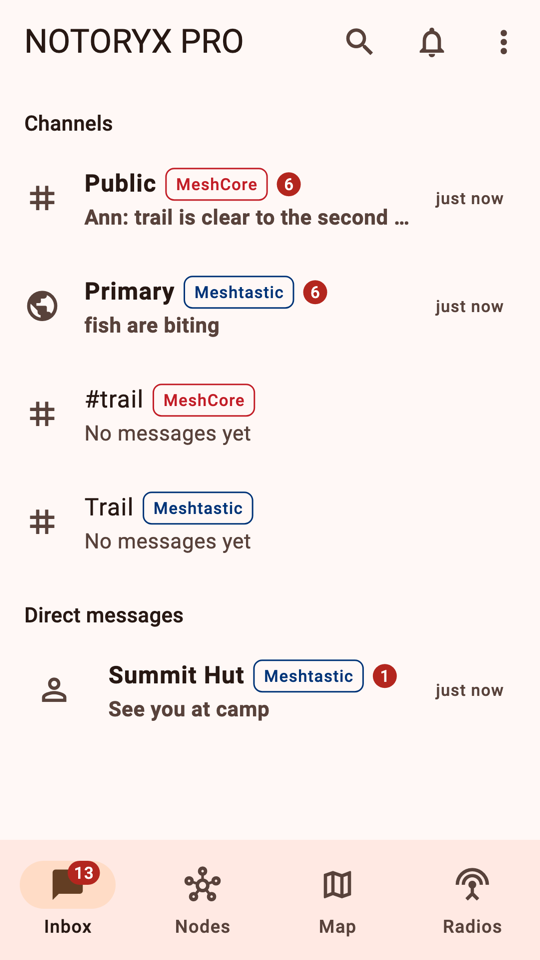 NOTORYX PRO
Channels
Public MeshCore 6
just now
Ann: trail is clear to the second …
Primary Meshtastic 6
just now
fish are biting
#trail MeshCore
No messages yet
Trail Meshtastic
No messages yet
Direct messages
Summit Hut Meshtastic 1
just now
See you at camp
13
Inbox Nodes Map Radios